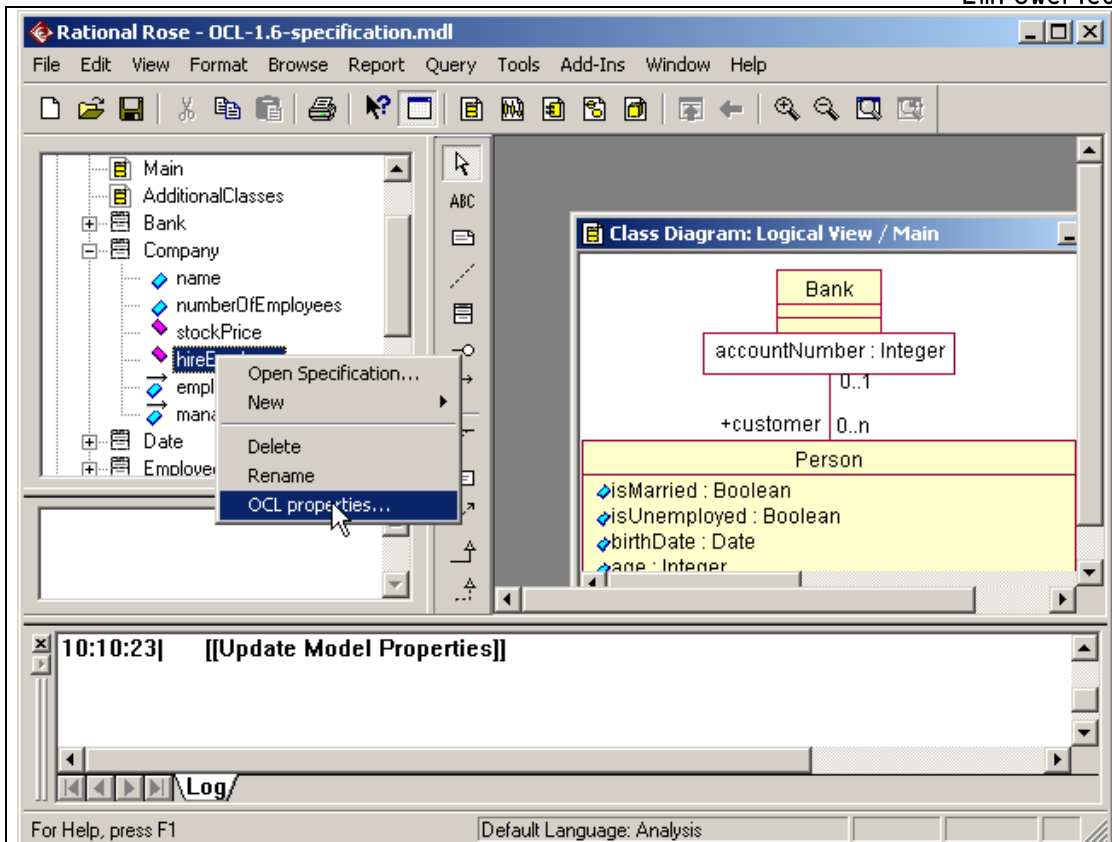 Rational Rose - OCL-1.6-specification.mdl
File Edit View Format Browse Report Query Tools Add-Ins Window Help
Main
AdditionalClasses
Bank
Company
name
numberOfEmployees
stockPrice
Date
ABC
Open Specification...
New
Delete
Rename
OCL properties...
Class Diagram: Logical View / Main
Bank
accountNumber : Integer
0..1
+customer 0..n
Person
isMarried : Boolean
isUnemployed : Boolean
birthDate : Date
age : Integer
10:10:23| [[Update Model Properties]]
Log
For Help, press F1
Default Language: Analysis